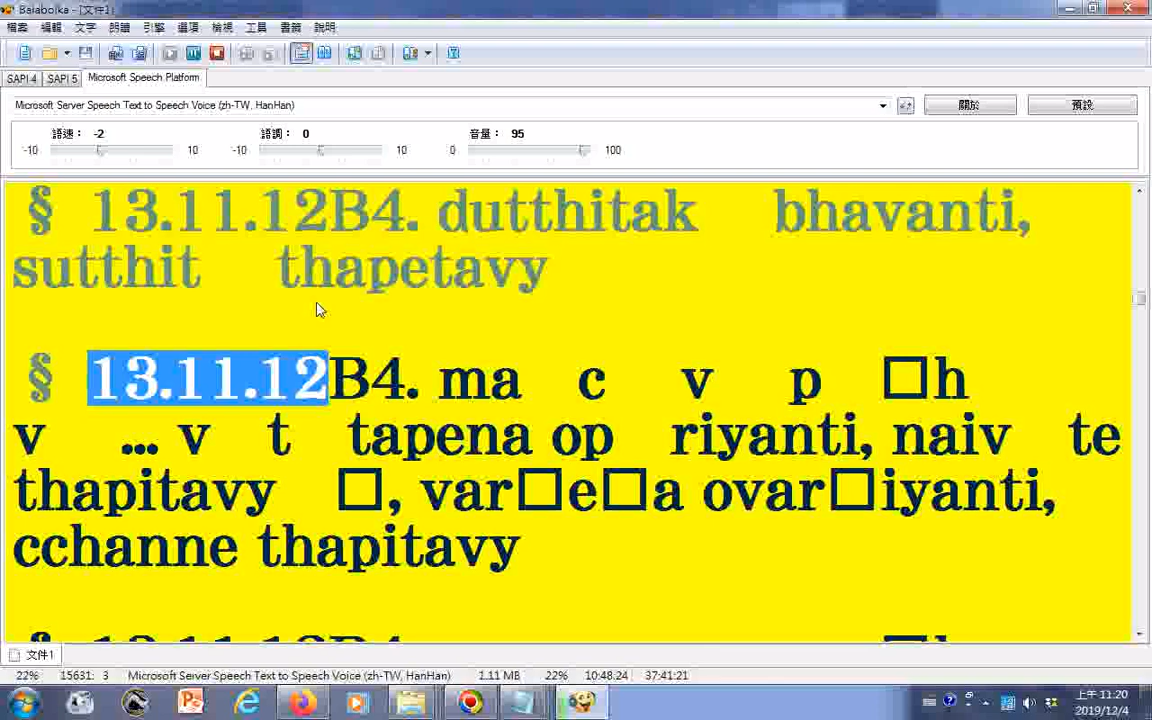 Balabolka - [文件1]
檔案 編輯 文字 朗讀 引擎 選項 檢視 工具 書籤 說明
SAPI 4 SAPI 5 Microsoft Speech Platform
Microsoft Server Speech Text to Speech Voice (zh-TW, HanHan) 關於 預設
語速： -2 語調： 0 音量： 95
-10 10 -10 10 0 100
§ 13.11.12B4. dutthitak bhavanti,
sutthit thapetavy
§ 13.11.12B4. ma c v p □h
v ... v t tapena op riyanti, naiv te
thapitavy □, var□e□a ovar□iyanti,
cchanne thapitavy
文件1
22% 15631: 3 Microsoft Server Speech Text to Speech Voice (zh-TW, HanHan) 1.11 MB 22% 10:48.24 37:41:21
上午 11:20
2019/12/4